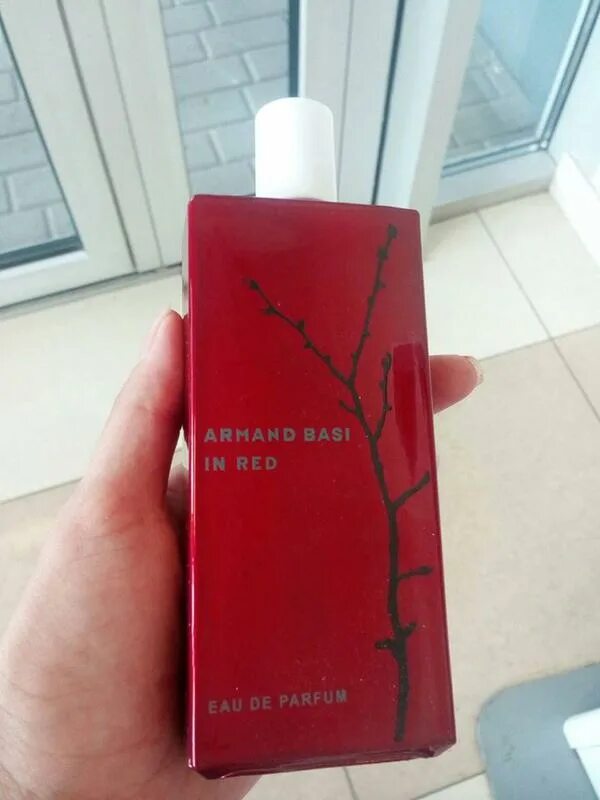 ARMAND BASI
IN RED
EAU DE PARFUM